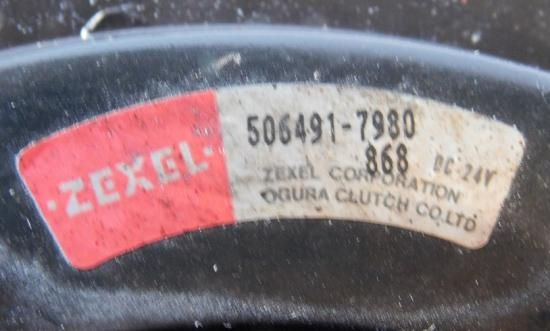 ·ZEXEL·
506491-7980
868 DC-24V
ZEXEL CORPORATION
OGURA CLUTCH CO.LTD